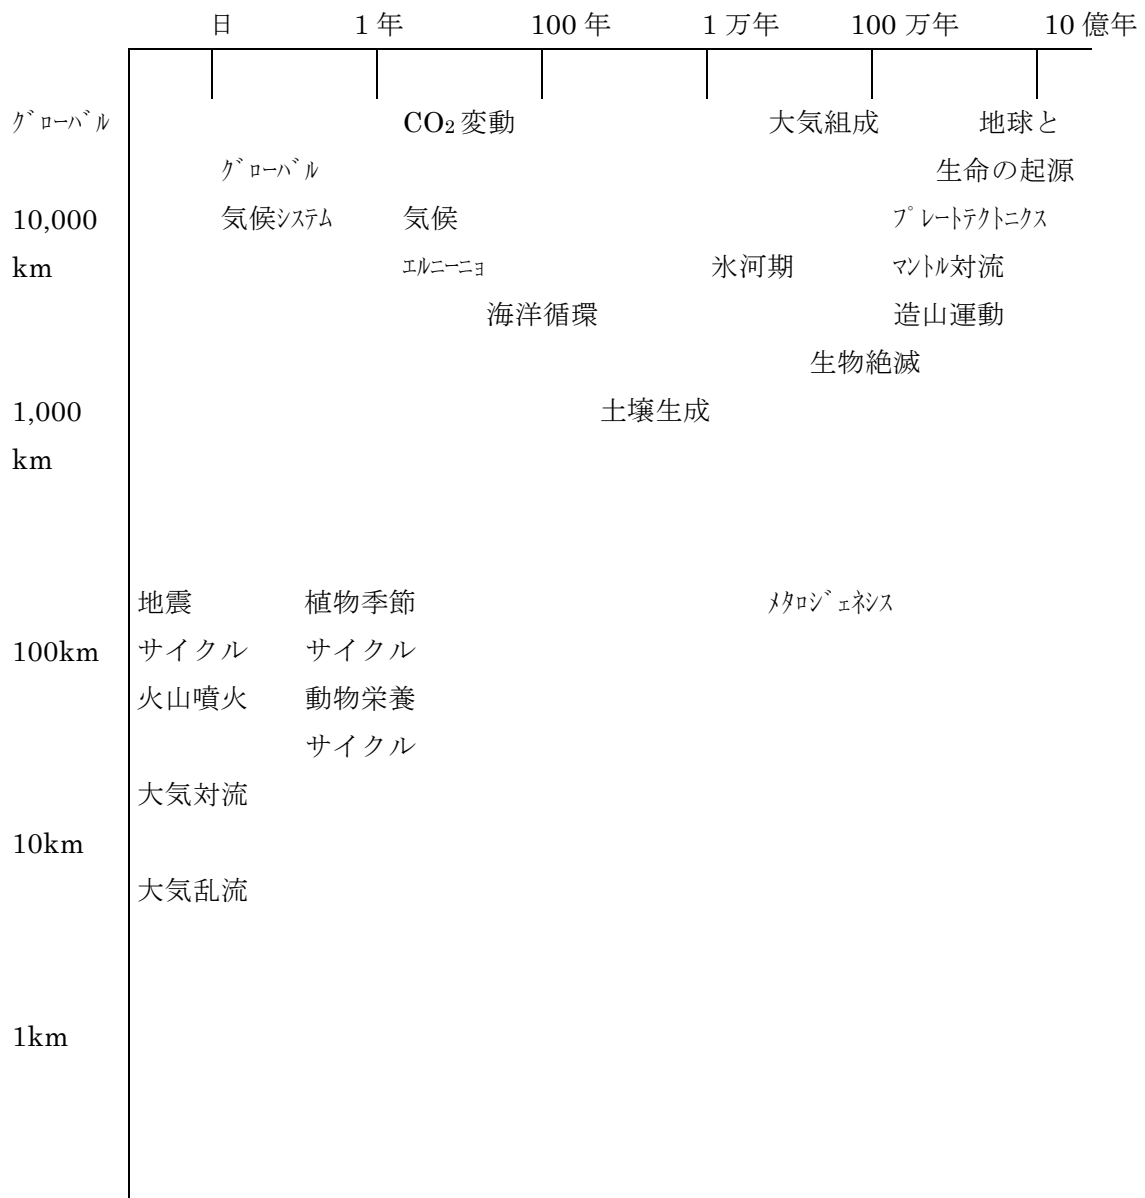 日 1年 100年 1万年 100万年 10億年
ｸﾞﾛｰﾊﾞﾙ CO₂変動 大気組成 地球と
ｸﾞﾛｰﾊﾞﾙ 生命の起源
10,000 気候ｼｽﾃﾑ 気候 ﾌﾟﾚｰﾄﾃｸﾄﾆｸｽ
km ｴﾙﾆｰﾆｮ 氷河期 ﾏﾝﾄﾙ対流
海洋循環 造山運動
生物絶滅
1,000 土壌生成
km
地震 植物季節 ﾒﾀﾛｼﾞｪﾈｼｽ
100km サイクル サイクル
火山噴火 動物栄養
サイクル
大気対流
10km
大気乱流
1km